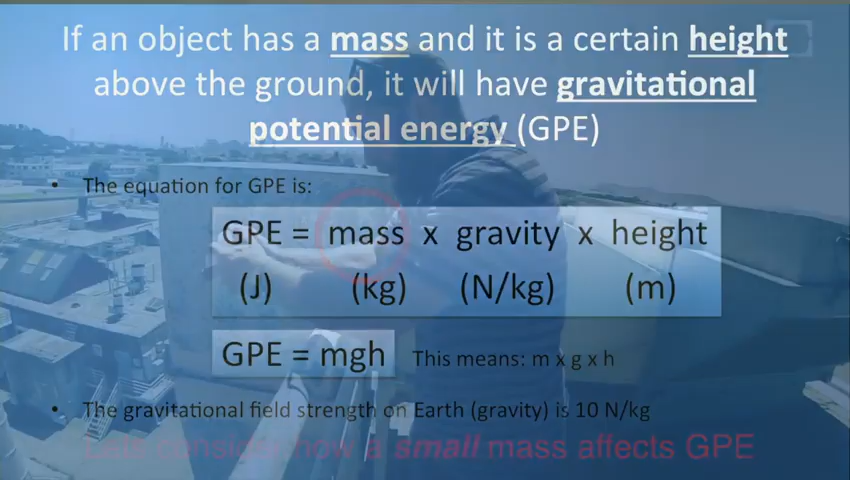 If an object has a mass and it is a certain height
above the ground, it will have gravitational
potential energy (GPE)
• The equation for GPE is:
GPE = mass x gravity x height
(J) (kg) (N/kg) (m)
GPE = mgh This means: m x g x h
• The gravitational field strength on Earth (gravity) is 10 N/kg
Lets consider how a small mass affects GPE